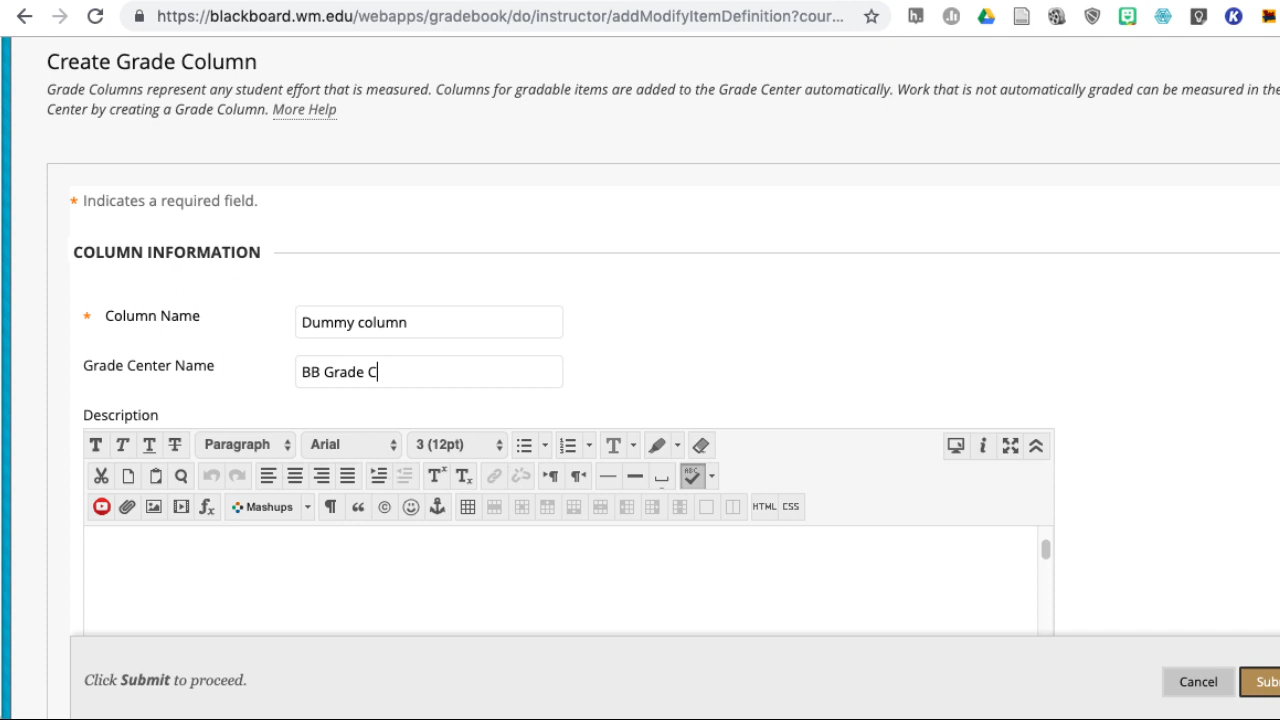 https://blackboard.wm.edu/webapps/gradebook/do/instructor/addModifyItemDefinition?cour...
Create Grade Column
Grade Columns represent any student effort that is measured. Columns for gradable items are added to the Grade Center automatically. Work that is not automatically graded can be measured in the
Center by creating a Grade Column. More Help
* Indicates a required field.
COLUMN INFORMATION
* Column Name
Dummy column
Grade Center Name
BB Grade C
Description
T T T T Paragraph Arial 3 (12pt) T
ABC
Mashups HTML CSS
Click Submit to proceed.
Cancel